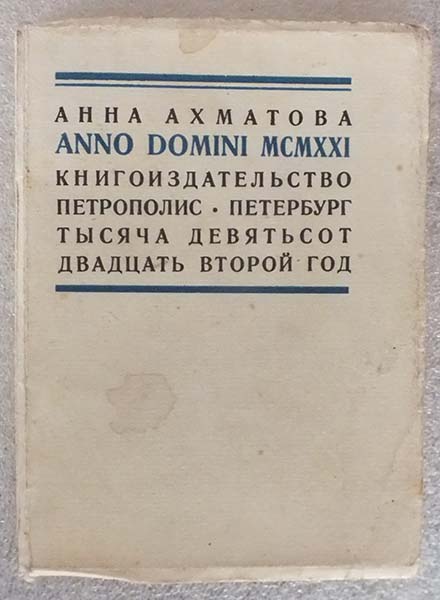 АННА АХМАТОВА
ANNO DOMINI MCMXXI
КНИГОИЗДАТЕЛЬСТВО
ПЕТРОПОЛИС · ПЕТЕРБУРГ
ТЫСЯЧА ДЕВЯТЬСОТ
ДВАДЦАТЬ ВТОРОЙ ГОД